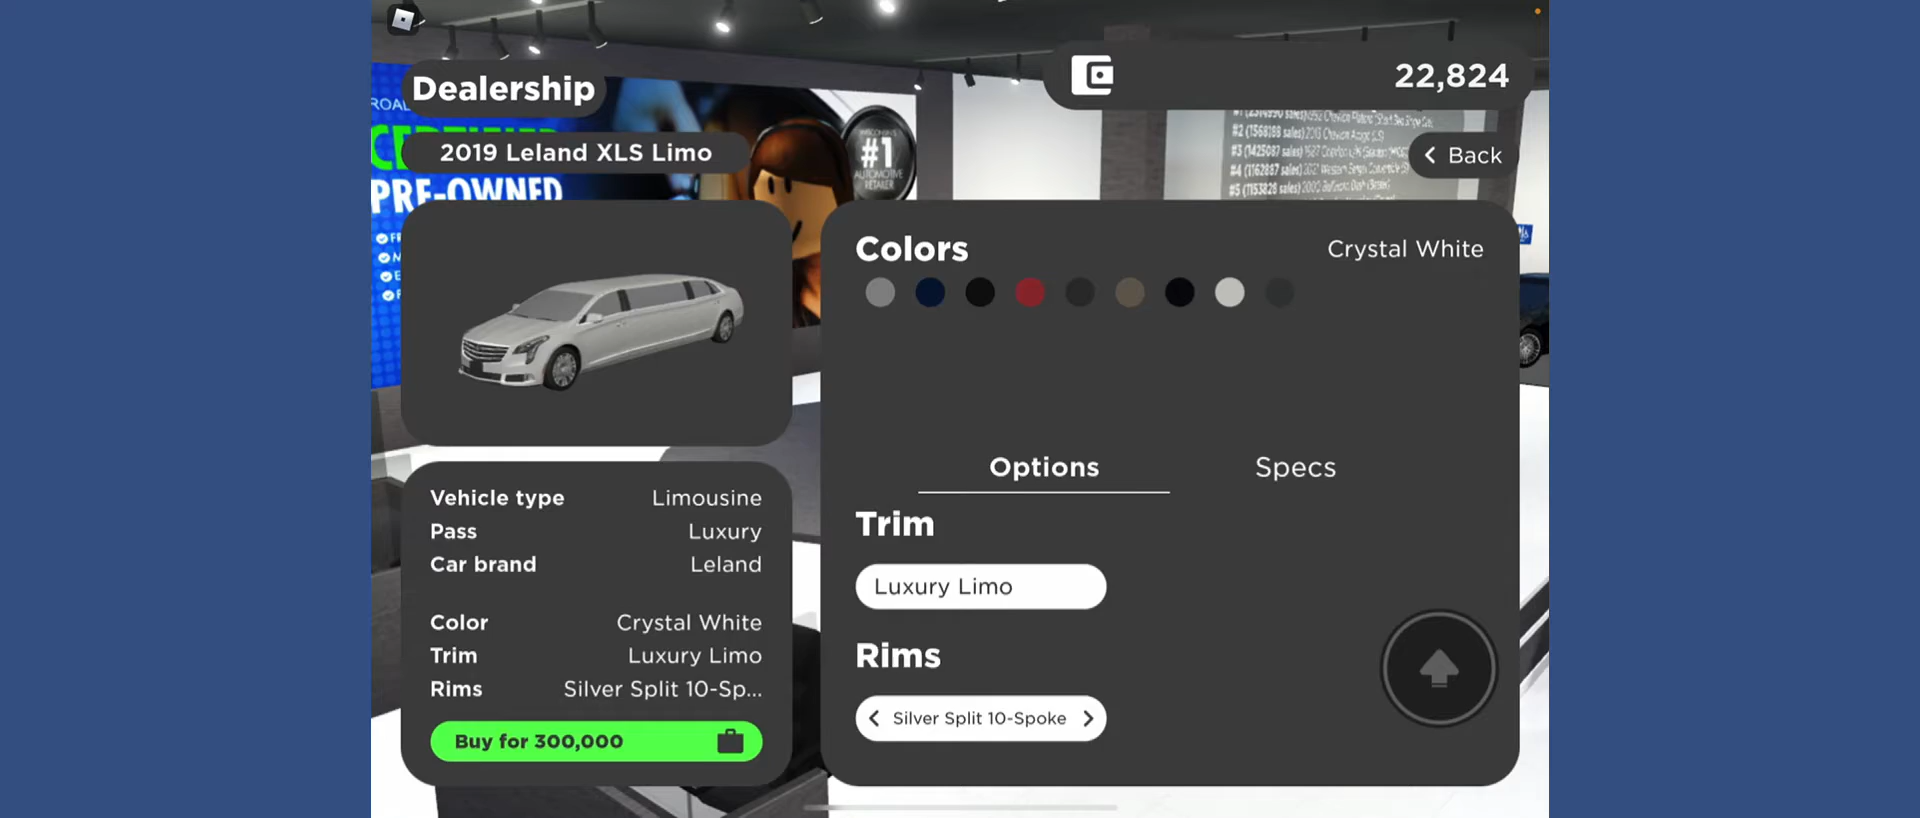 Dealership
22,824
2019 Leland XLS Limo
Back
PRE-OWNED
#1
AUTOMOTIVE
RETAILER
Colors
Crystal White
Options
Specs
Vehicle type Limousine
Pass Luxury
Car brand Leland
Color Crystal White
Trim Luxury Limo
Rims Silver Split 10-Sp...
Buy for 300,000
Trim
Luxury Limo
Rims
Silver Split 10-Spoke